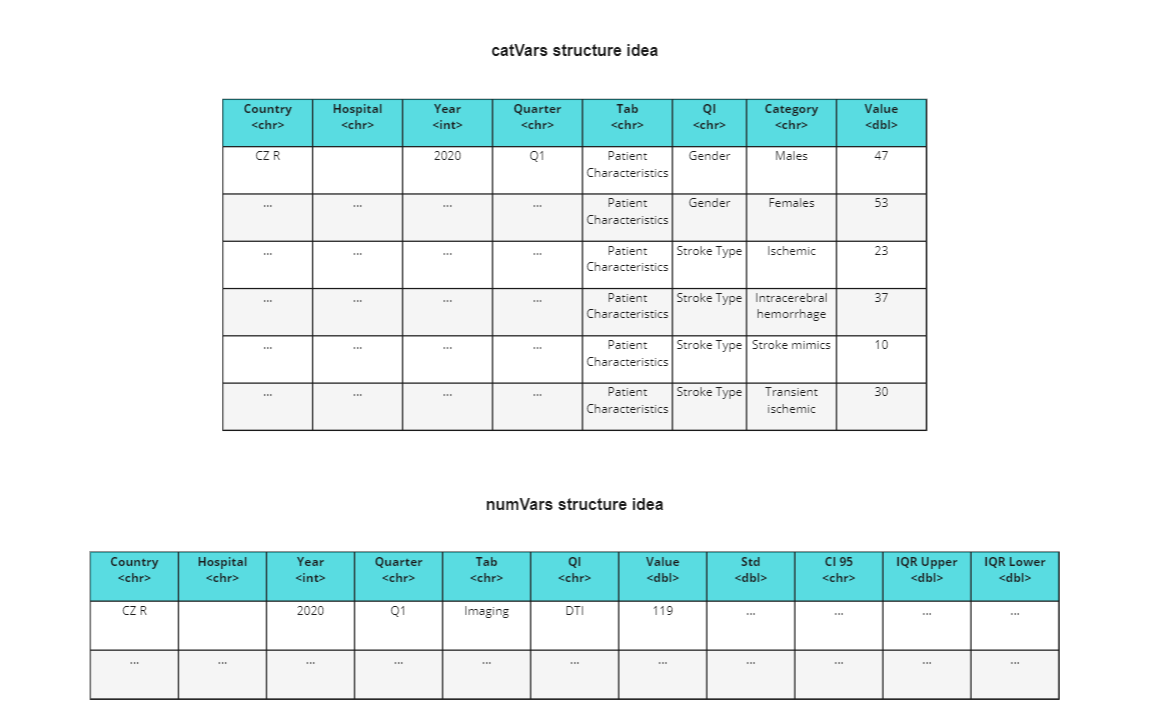 catVars structure idea
Country Hospital Year Quarter Tab QI Category Value
<chr> <chr> <int> <chr> <chr> <chr> <chr> <dbl>
CZ R 2020 Q1 Patient Gender Males 47
Characteristics
... ... ... ... Patient Gender Females 53
Characteristics
... ... ... ... Patient Stroke Type Ischemic 23
Characteristics
... ... ... ... Patient Stroke Type Intracerebral 37
Characteristics hemorrhage
... ... ... ... Patient Stroke Type Stroke mimics 10
Characteristics
... ... ... ... Patient Stroke Type Transient 30
Characteristics ischemic
numVars structure idea
Country Hospital Year Quarter Tab QI Value Std CI 95 IQR Upper IQR Lower
<chr> <chr> <int> <chr> <chr> <chr> <dbl> <dbl> <chr> <dbl> <dbl>
CZ R 2020 Q1 Imaging DTI 119 ... ... ... ...
... ... ... ... ... ... ... ... ... ... ...